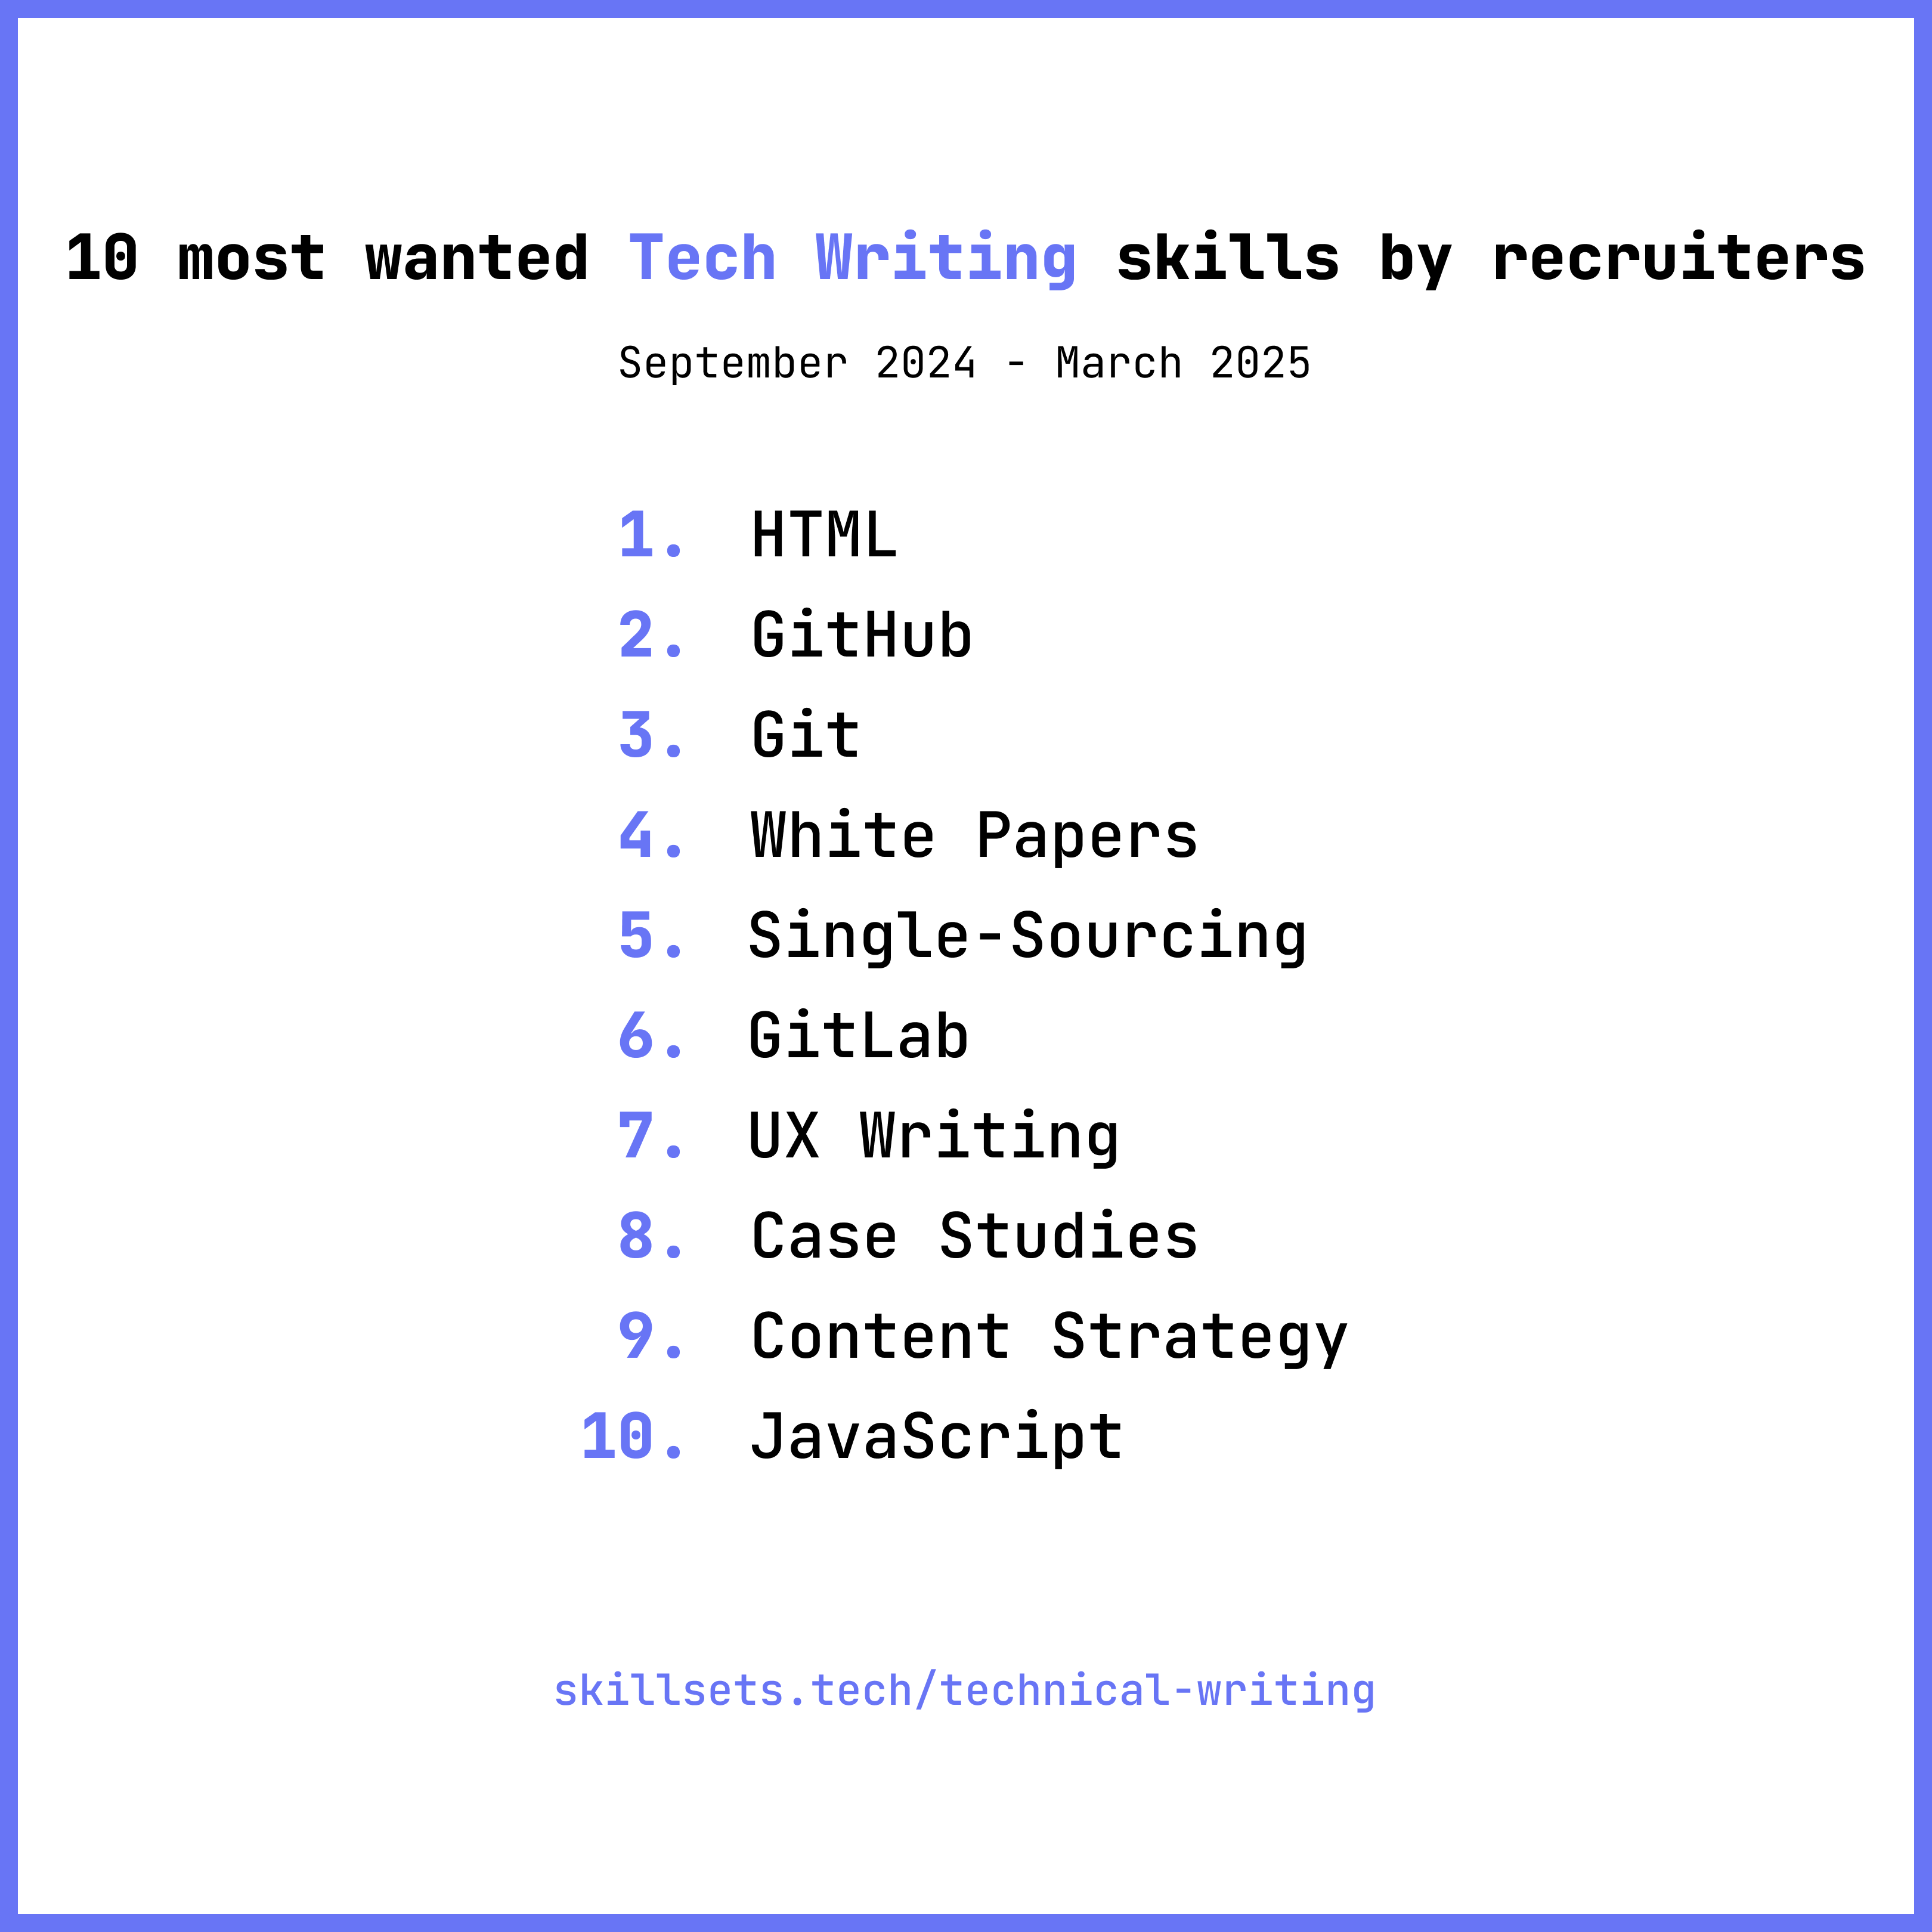 10 most wanted Tech Writing skills by recruiters
September 2024 - March 2025
1. HTML
2. GitHub
3. Git
4. White Papers
5. Single-Sourcing
6. GitLab
7. UX Writing
8. Case Studies
9. Content Strategy
10. JavaScript
skillsets.tech/technical-writing